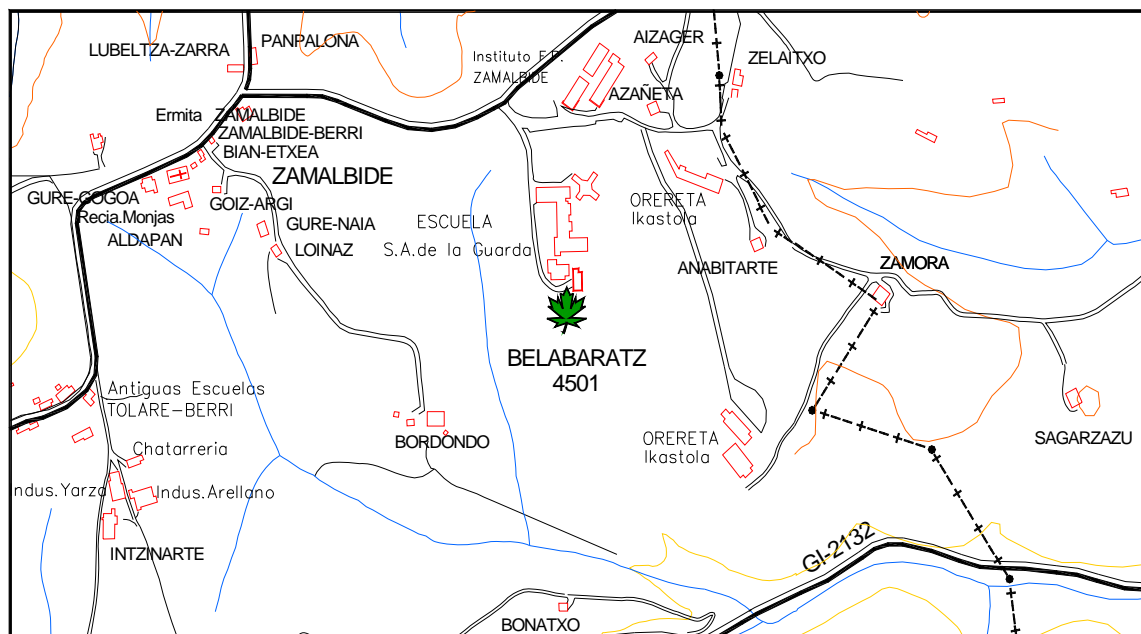 LUBELTZA-ZARRA
PANPALONA
AIZAGER
ZELAITXO
Instituto F.P.
ZAMALBIDE
AZAÑETA
Ermita ZAMALBIDE
ZAMALBIDE-BERRI
BIAN-ETXEA
ZAMALBIDE
GURE-GOGOA
GOIZ-ARGI
Recia.Monjas
ALDAPAN
GURE-NAIA
LOINAZ
ESCUELA
S.A.de la Guarda
ORERETA
Ikastola
ANABITARTE
ZAMORA
BELABARATZ
4501
Antiguas Escuelas
TOLARE-BERRI
Chatarreria
Indus.Yarza
Indus.Arellano
INTZINARTE
BORDONDO
ORERETA
Ikastola
SAGARZAZU
GI-2132
BONATXO